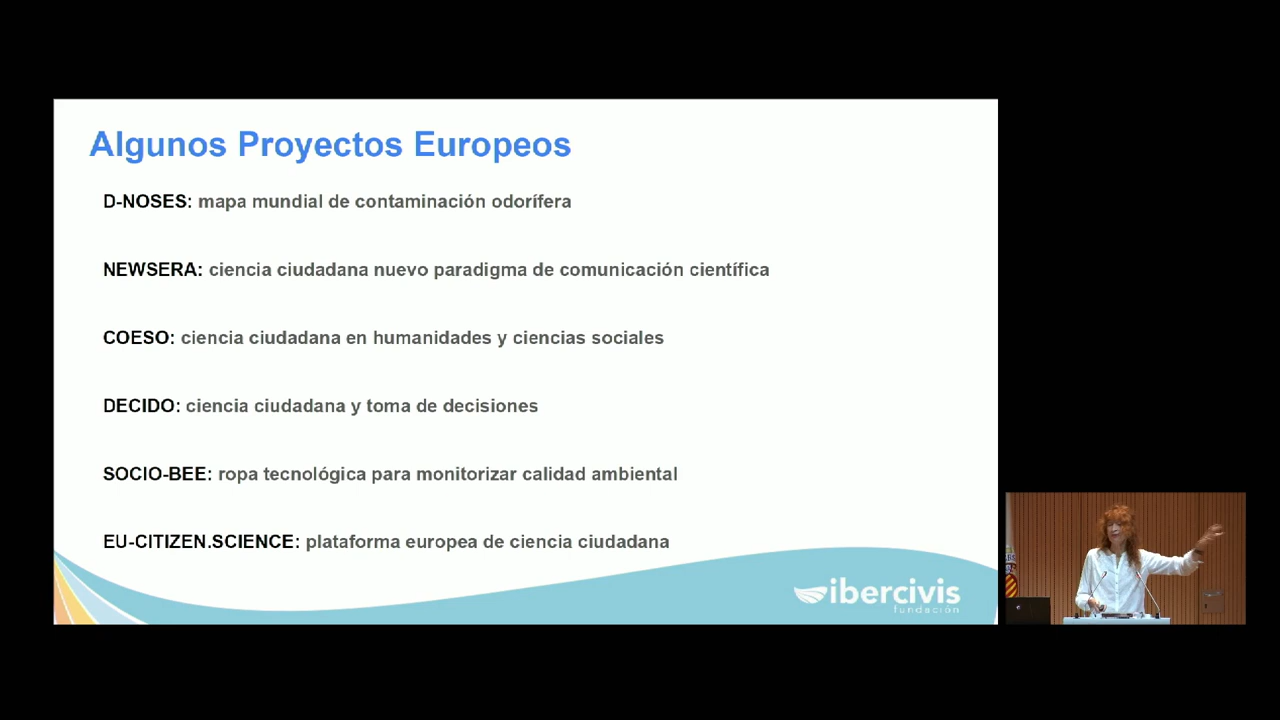 Algunos Proyectos Europeos
D-NOSES: mapa mundial de contaminación odorífera
NEWSERA: ciencia ciudadana nuevo paradigma de comunicación científica
COESO: ciencia ciudadana en humanidades y ciencias sociales
DECIDO: ciencia ciudadana y toma de decisiones
SOCIO-BEE: ropa tecnológica para monitorizar calidad ambiental
EU-CITIZEN.SCIENCE: plataforma europea de ciencia ciudadana
ibercivis
fundación